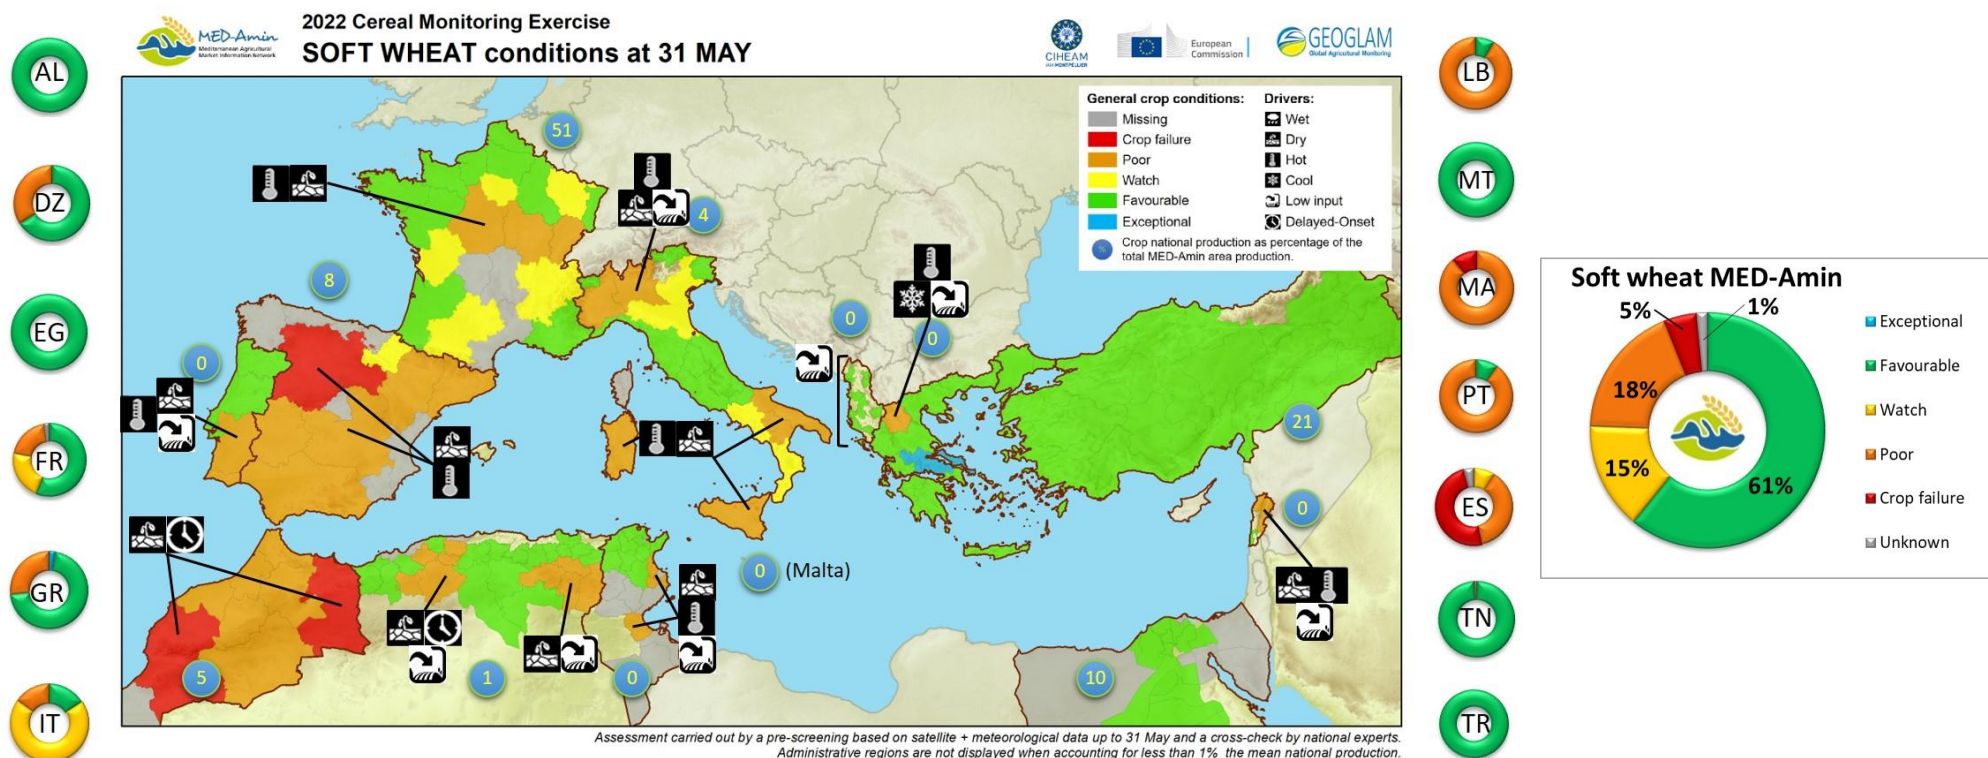 2022 Cereal Monitoring Exercise
SOFT WHEAT conditions at 31 MAY
MED-Amin
Mediterranean Agricultural
Market Information Network
CIHEAM
IAM MONTPELLIER
European
Commission
GEOGLAM
Global Agricultural Monitoring
AL
DZ
EG
FR
GR
IT
General crop conditions:
Missing
Crop failure
Poor
Watch
Favourable
Exceptional
Drivers:
Wet
Dry
Hot
Cool
Low input
Delayed-Onset
% Crop national production as percentage of the
total MED-Amin area production.
51
4
8
0
0
0
21
0
0 (Malta)
5
1
0
10
LB
MT
MA
PT
ES
TN
TR
Soft wheat MED-Amin
5%
1%
18%
15%
61%
Exceptional
Favourable
Watch
Poor
Crop failure
Unknown
Assessment carried out by a pre-screening based on satellite + meteorological data up to 31 May and a cross-check by national experts.
Administrative regions are not displayed when accounting for less than 1% the mean national production.